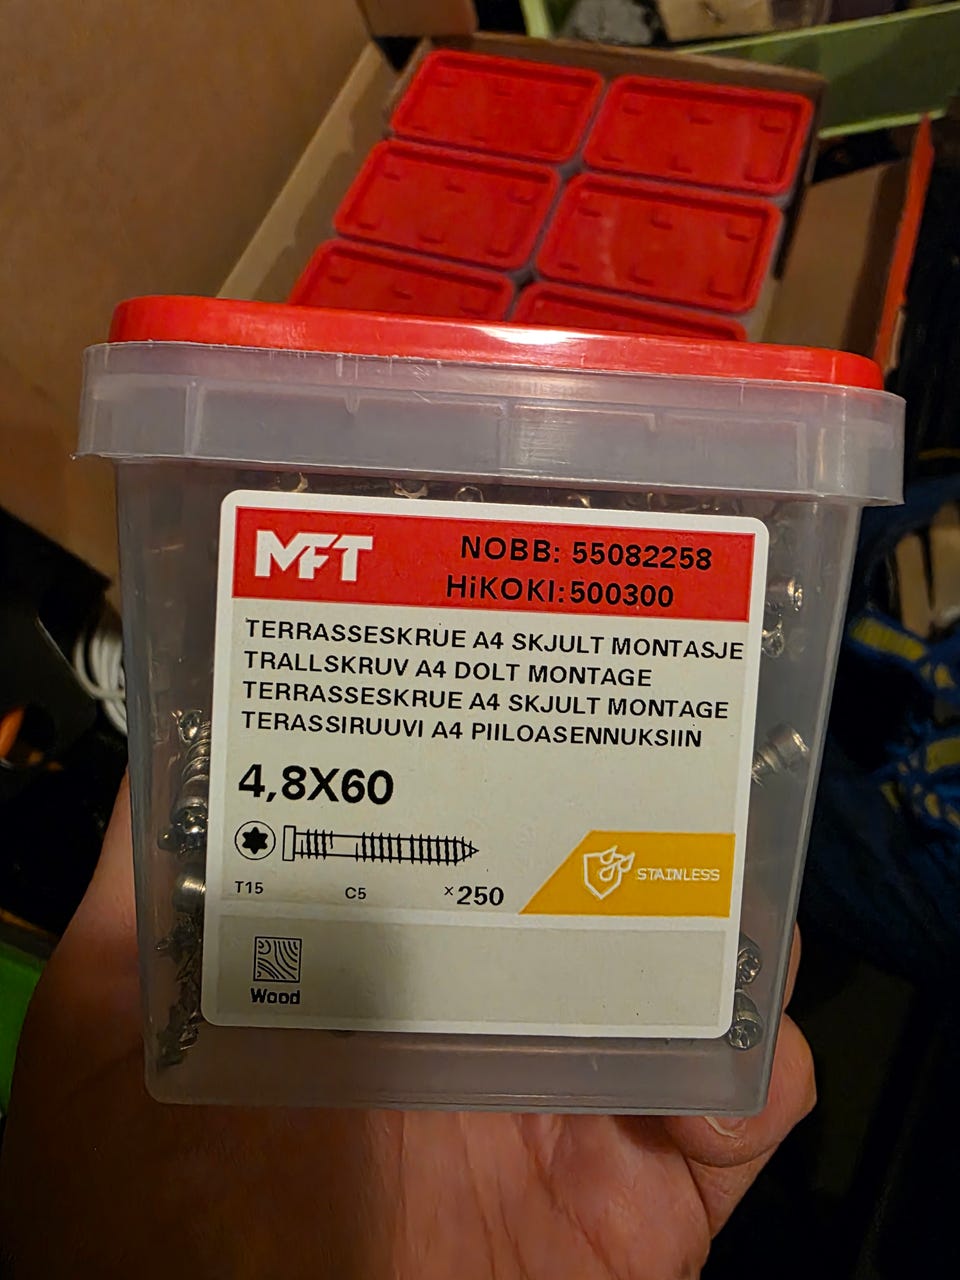 MFT
NOBB: 55082258
HiKOKI:500300
TERRASSESKRUE A4 SKJULT MONTASJE
TRALLSKRUV A4 DOLT MONTAGE
TERRASSESKRUE A4 SKJULT MONTAGE
TERASSIRUUVI A4 PIILOASENNUKSIIN
4,8X60
STAINLESS
T15 C5 ×250
Wood